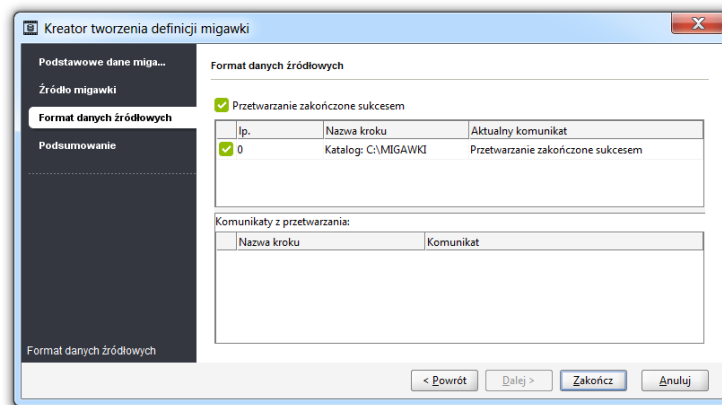 Kreator tworzenia definicji migawki
Podstawowe dane miga...
Źródło migawki
Format danych źródłowych
Podsumowanie
Format danych źródłowych
Format danych źródłowych
Przetwarzanie zakończone sukcesem
lp. Nazwa kroku Aktualny komunikat
0 Katalog: C:\MIGAWKI Przetwarzanie zakończone sukcesem
Komunikaty z przetwarzania:
Nazwa kroku Komunikat
< Powrót Dalej > Zakończ Anuluj